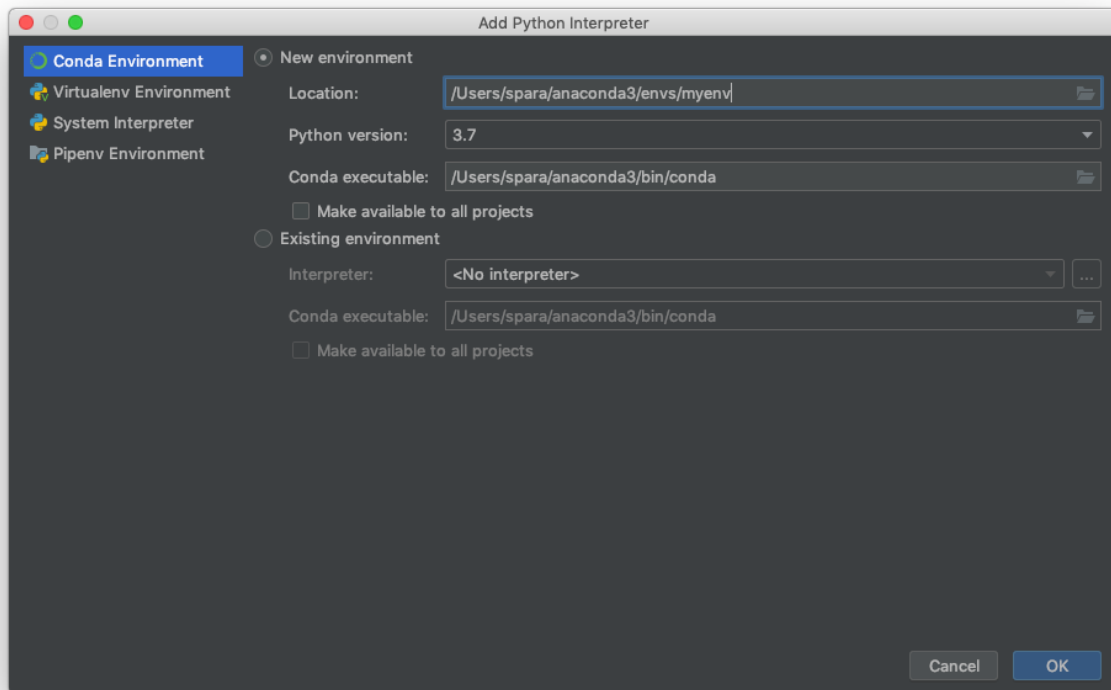 Add Python Interpreter
Conda Environment
Virtualenv Environment
System Interpreter
Pipenv Environment
New environment
Location: /Users/spara/anaconda3/envs/myenv
Python version: 3.7
Conda executable: /Users/spara/anaconda3/bin/conda
Make available to all projects
Existing environment
Interpreter: <No interpreter> ...
Conda executable: /Users/spara/anaconda3/bin/conda
Make available to all projects
Cancel OK